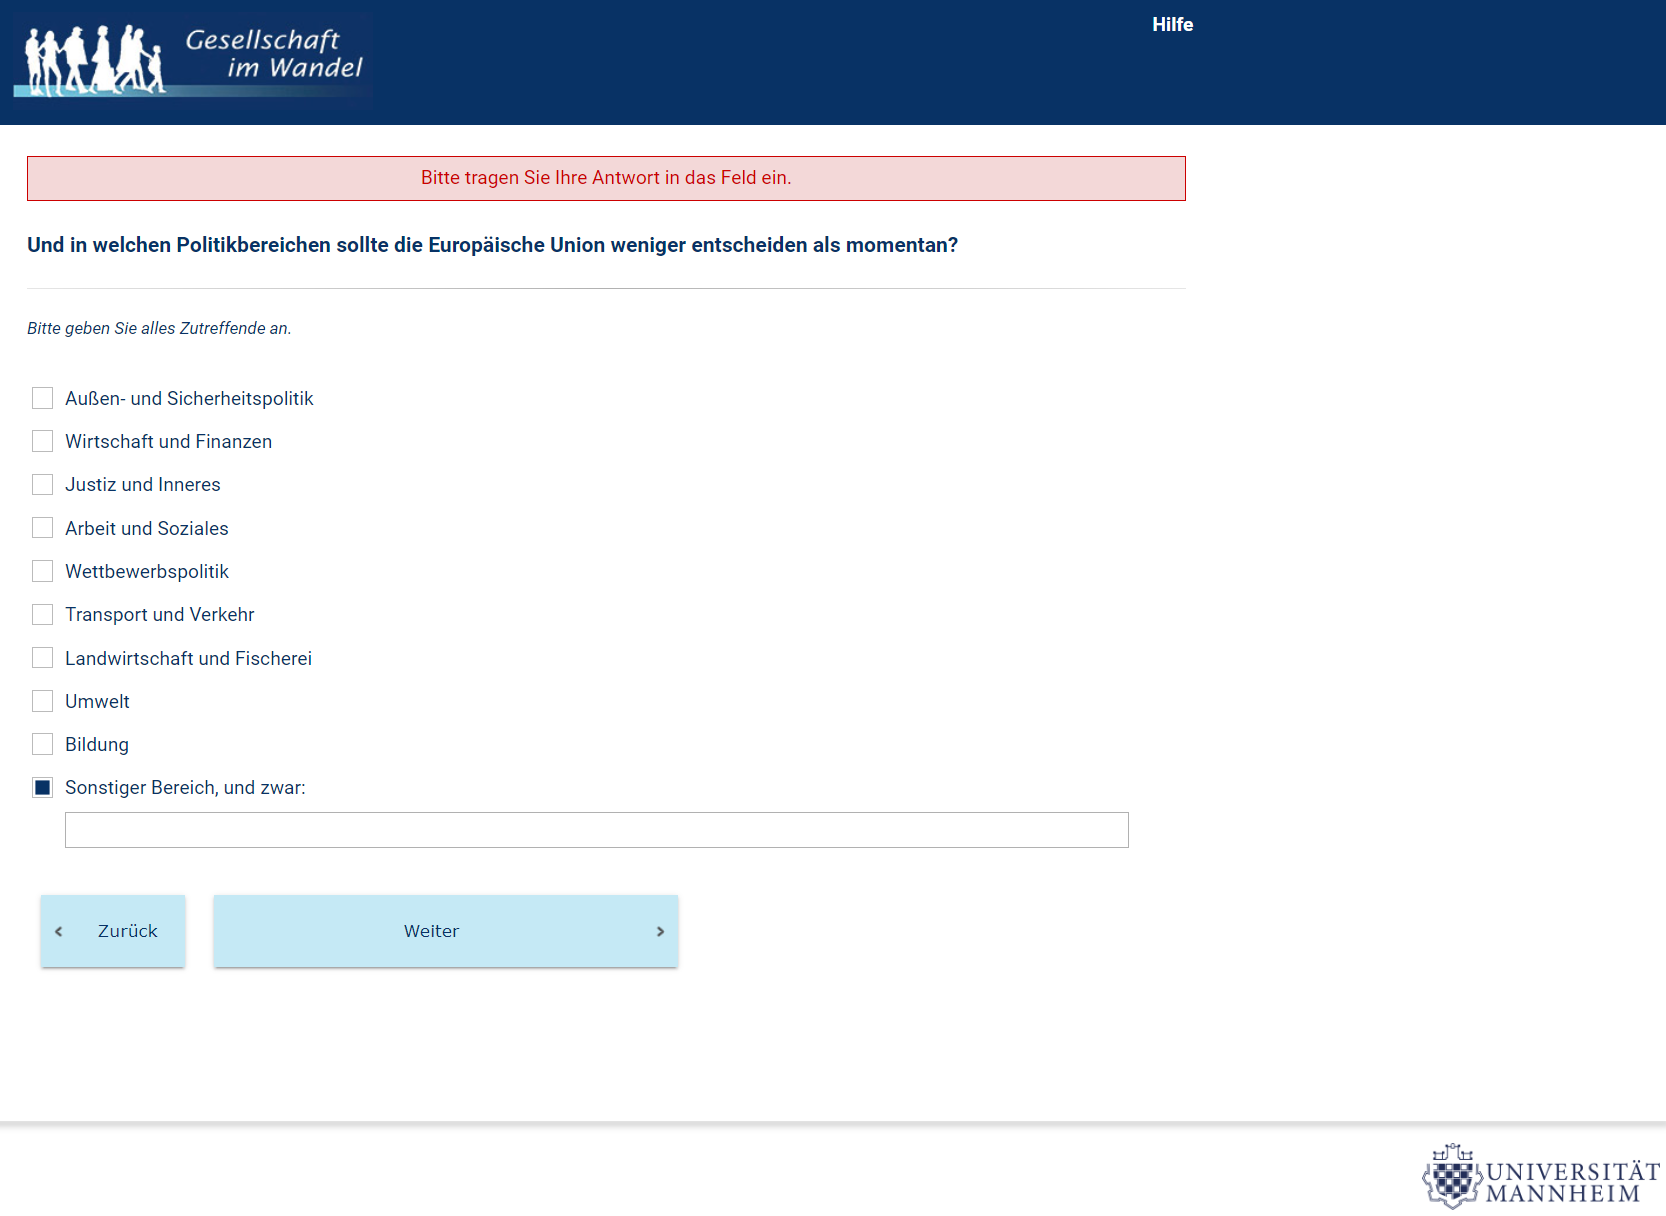 Gesellschaft
im Wandel
Hilfe
Bitte tragen Sie Ihre Antwort in das Feld ein.
Und in welchen Politikbereichen sollte die Europäische Union weniger entscheiden als momentan?
Bitte geben Sie alles Zutreffende an.
Außen- und Sicherheitspolitik
Wirtschaft und Finanzen
Justiz und Inneres
Arbeit und Soziales
Wettbewerbspolitik
Transport und Verkehr
Landwirtschaft und Fischerei
Umwelt
Bildung
Sonstiger Bereich, und zwar:
Zurück
Weiter
UNIVERSITÄT
MANNHEIM